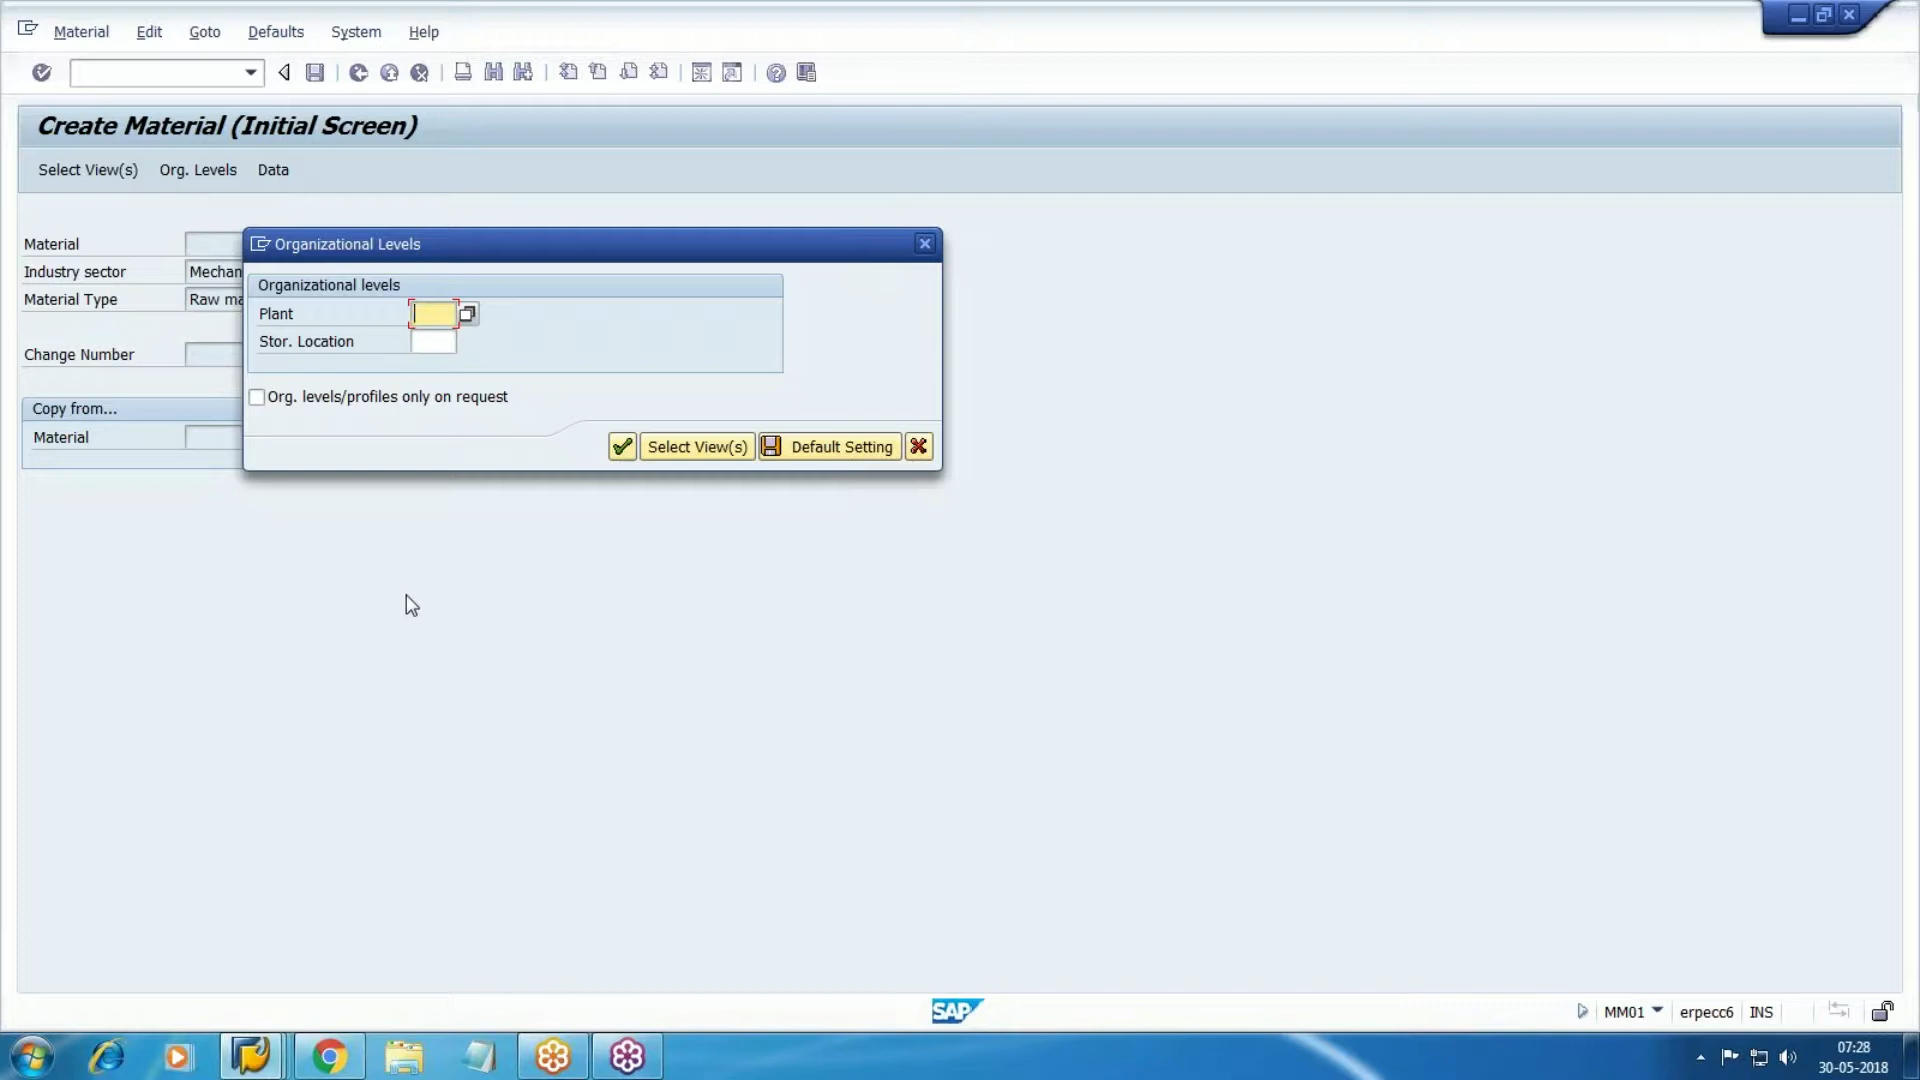 Material Edit Goto Defaults System Help
Create Material (Initial Screen)
Select View(s) Org. Levels Data
Material
Industry sector Mechan
Material Type Raw ma
Change Number
Copy from...
Material
Organizational Levels
Organizational levels
Plant
Stor. Location
Org. levels/profiles only on request
Select View(s) Default Setting
SAP
MM01 erpecc6 INS
07:28
30-05-2018